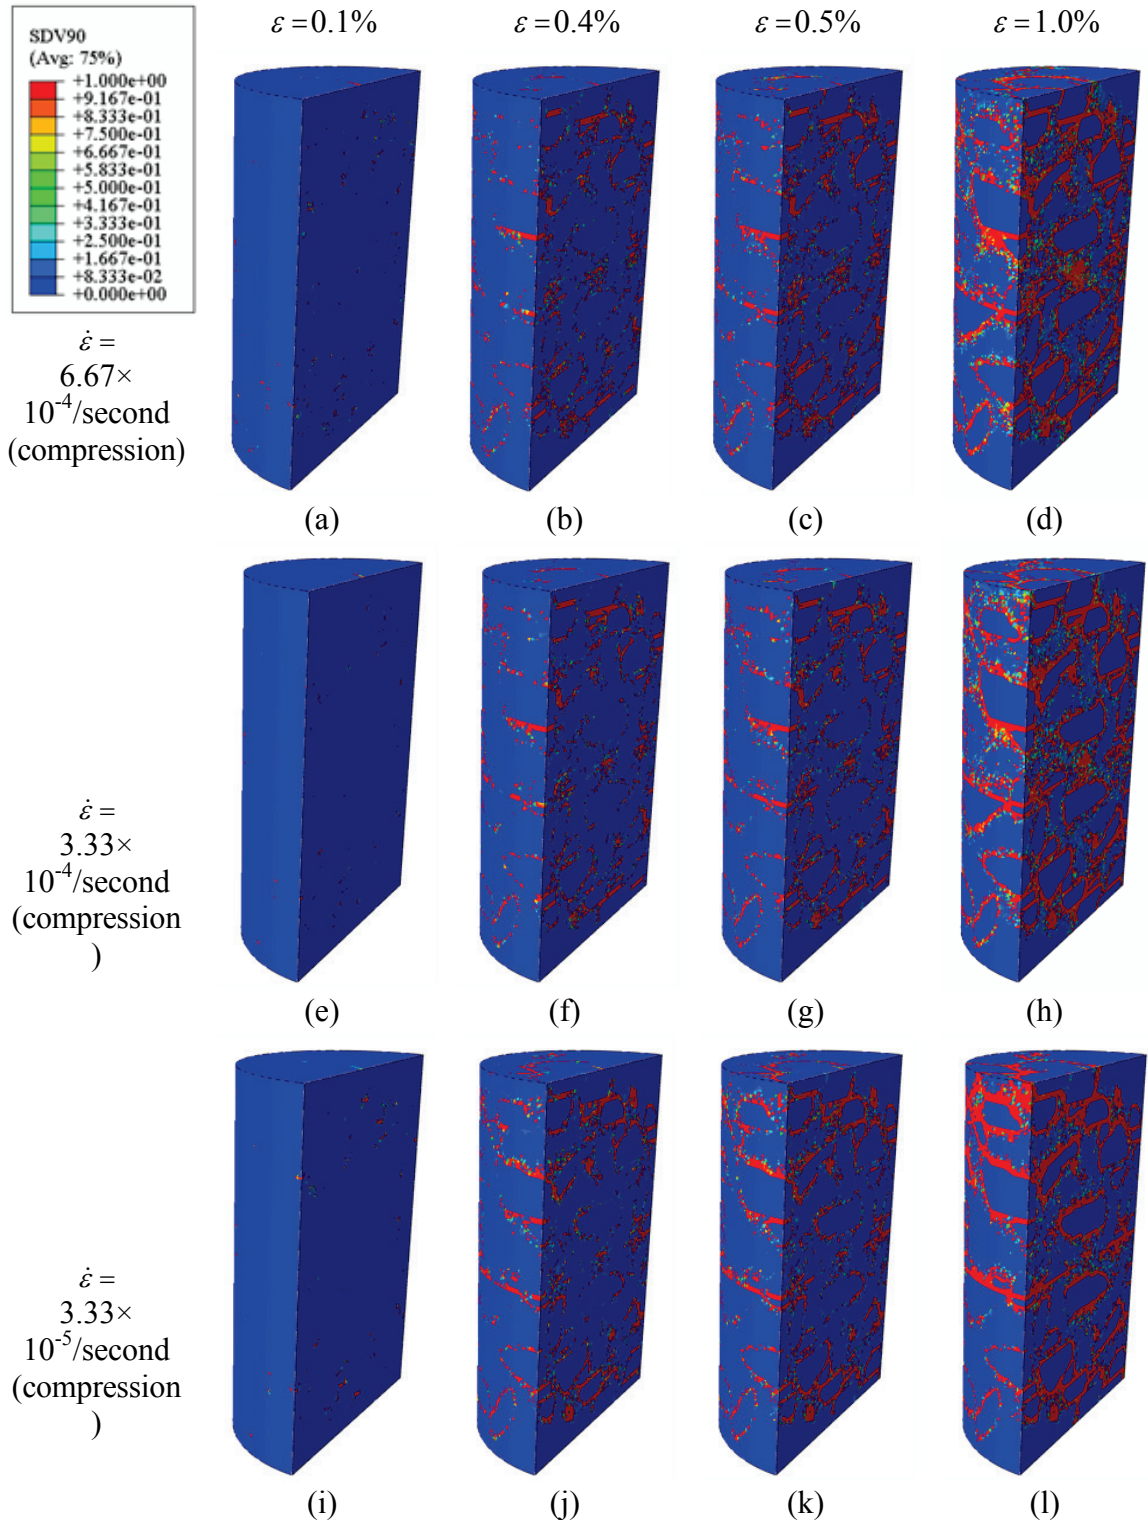 ε = 0.1% ε = 0.4% ε = 0.5% ε = 1.0%
SDV90
(Avg: 75%)
+1.000e+00
+9.167e-01
+8.333e-01
+7.500e-01
+6.667e-01
+5.833e-01
+5.000e-01
+4.167e-01
+3.333e-01
+2.500e-01
+1.667e-01
+8.333e-02
+0.000e+00
ε̇ =
6.67×
10⁻⁴/second
(compression)
(a) (b) (c) (d)
ε̇ =
3.33×
10⁻⁴/second
(compression
)
(e) (f) (g) (h)
ε̇ =
3.33×
10⁻⁵/second
(compression
)
(i) (j) (k) (l)